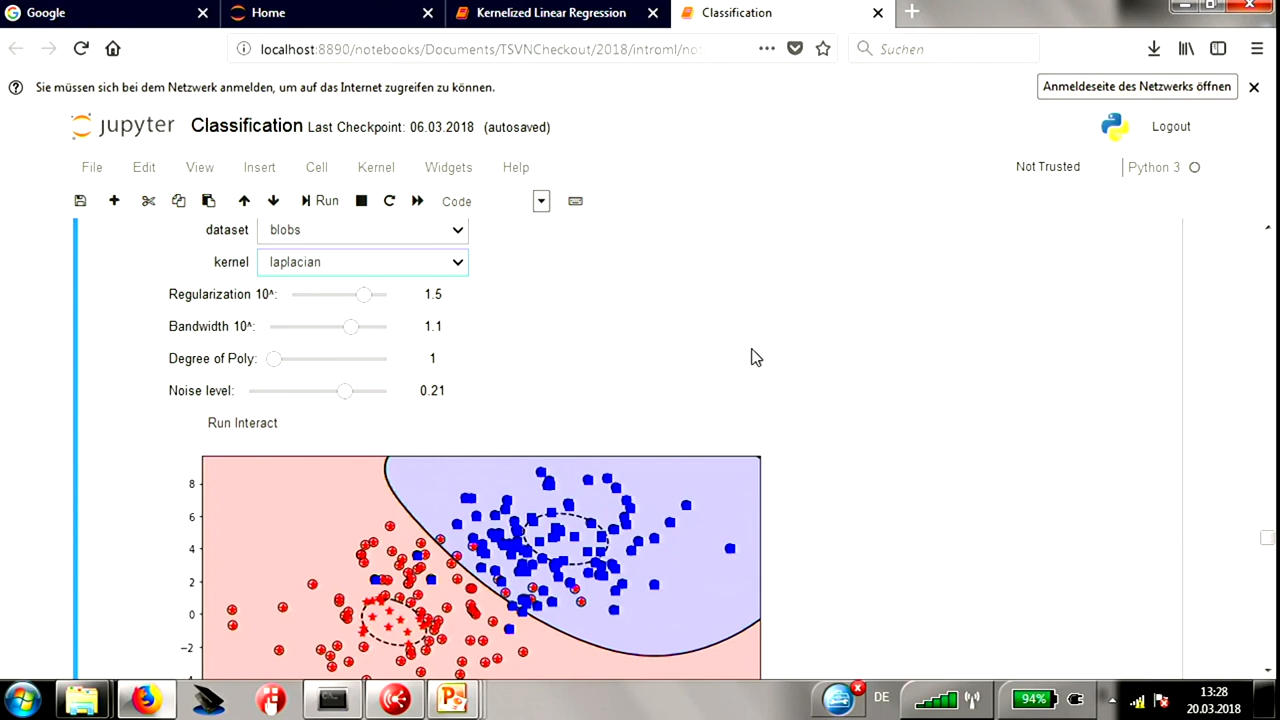 Google
Home
Kernelized Linear Regression
Classification
localhost:8890/notebooks/Documents/TSVNCheckout/2018/introml/no
Suchen
Sie müssen sich bei dem Netzwerk anmelden, um auf das Internet zugreifen zu können.
Anmeldeseite des Netzwerks öffnen
jupyter Classification Last Checkpoint: 06.03.2018 (autosaved)
Logout
File Edit View Insert Cell Kernel Widgets Help
Not Trusted
Python 3
Run
Code
dataset blobs
kernel laplacian
Regularization 10^: 1.5
Bandwidth 10^: 1.1
Degree of Poly: 1
Noise level: 0.21
Run Interact
8
6
4
2
0
−2
DE
94%
13:28
20.03.2018